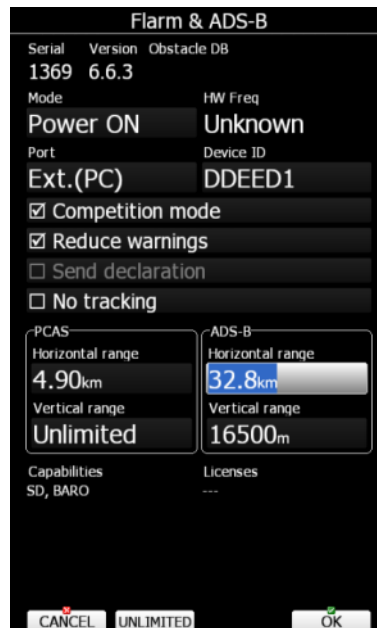 Flarm & ADS-B
Serial Version Obstacle DB
1369 6.6.3
Mode HW Freq
Power ON Unknown
Port Device ID
Ext.(PC) DDEED1
Competition mode
Reduce warnings
Send declaration
No tracking
PCAS ADS-B
Horizontal range Horizontal range
4.90km 32.8km
Vertical range Vertical range
Unlimited 16500m
Capabilities Licenses
SD, BARO ---
CANCEL UNLIMITED OK